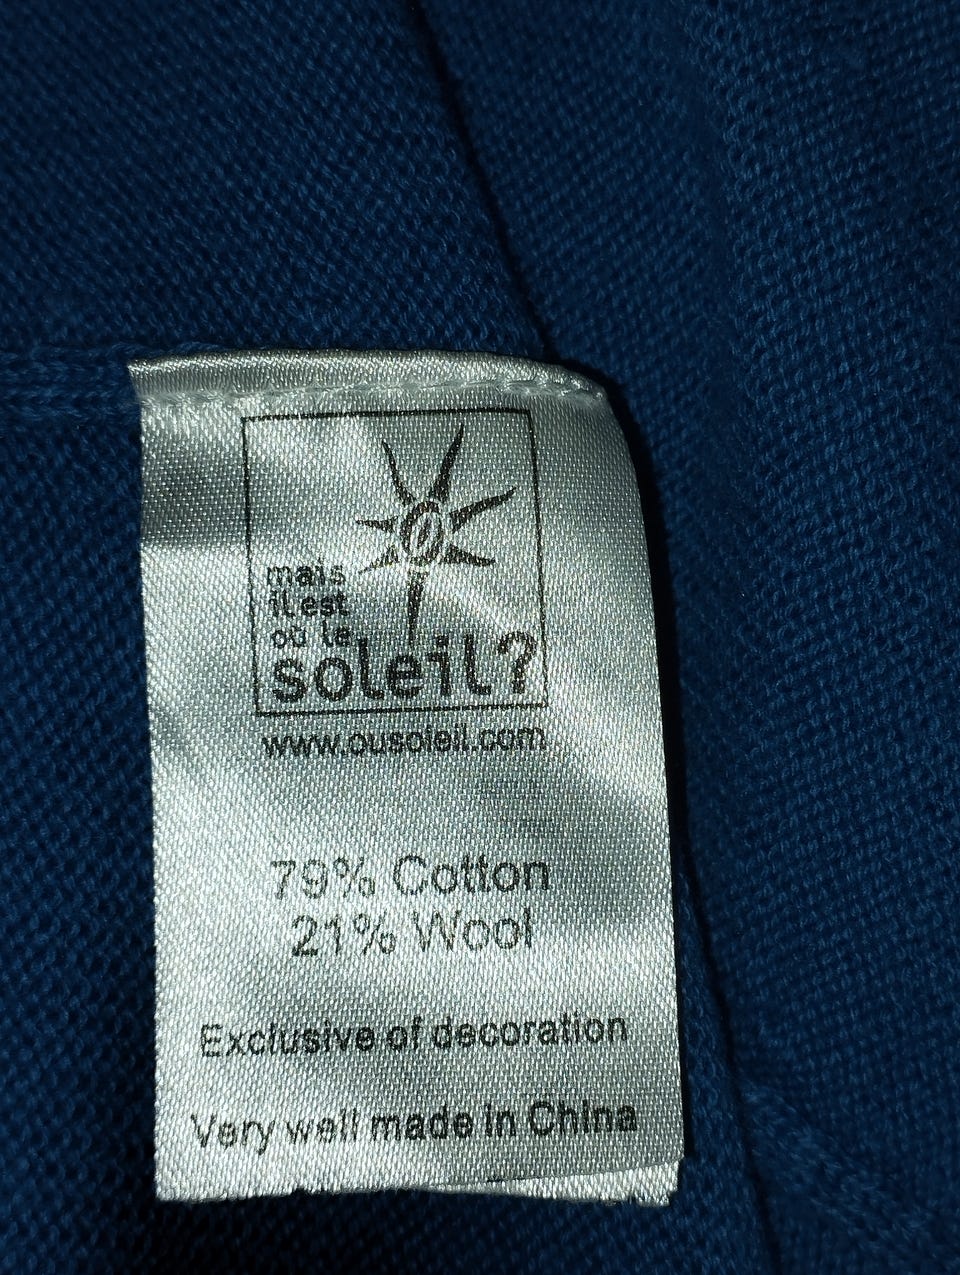 mais
il est
où le
soleil?
www.ousoleil.com
79% Cotton
21% Wool
Exclusive of decoration
Very well made in China